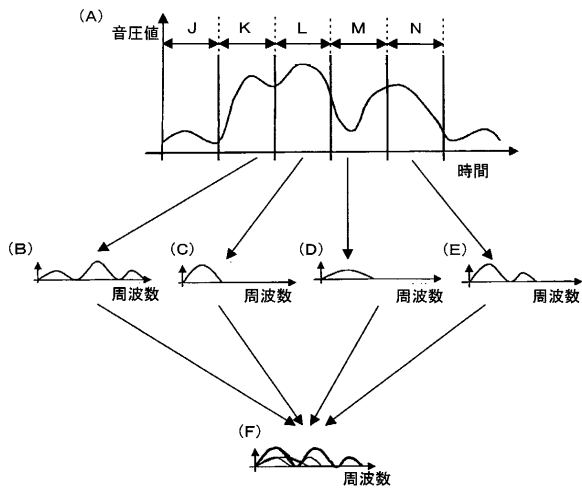 (A)
音圧値
J K L M N
時間
(B) (C) (D) (E)
周波数 周波数 周波数 周波数
(F)
周波数